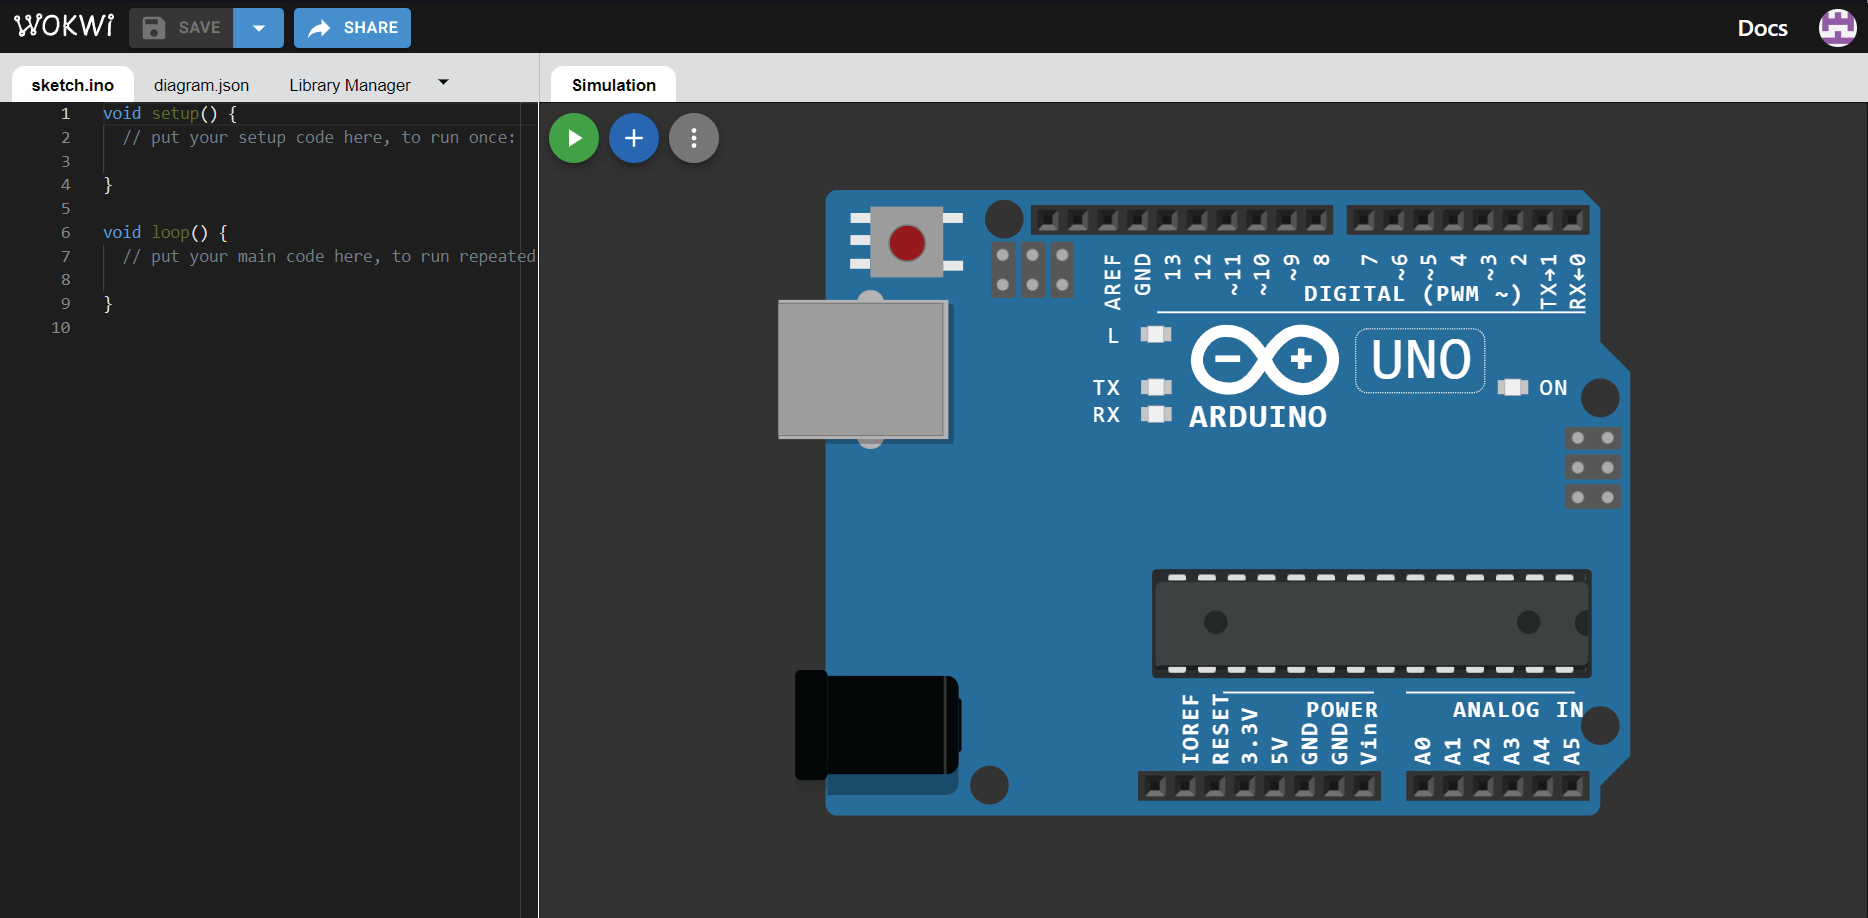 WOKWi
SAVE
SHARE
Docs
sketch.ino
diagram.json
Library Manager
Simulation
1 void setup() {
2 // put your setup code here, to run once:
3
4 }
5
6 void loop() {
7 // put your main code here, to run repeated
8
9 }
10
AREF
GND
13
12
~11
~10
~9
8
7
~6
~5
4
~3
2
TX→1
RX←0
DIGITAL (PWM ~)
L
TX
RX
ARDUINO
UNO
ON
IOREF
RESET
3.3V
5V
GND
GND
Vin
POWER
ANALOG IN
A0
A1
A2
A3
A4
A5